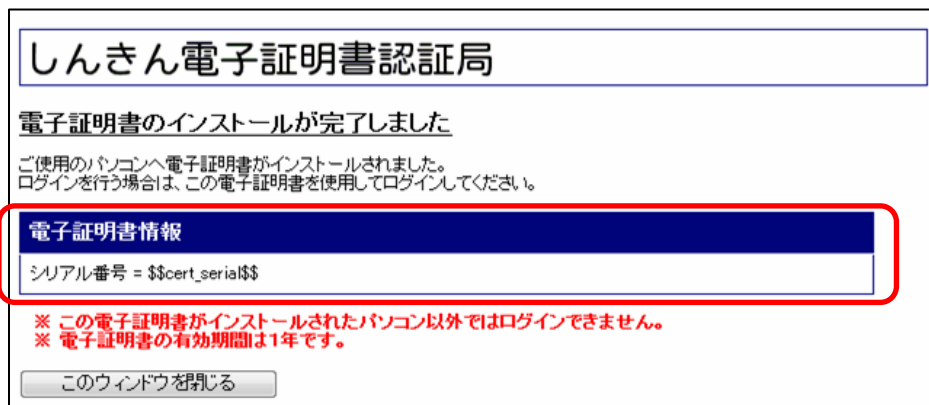 しんきん電子証明書認証局
電子証明書のインストールが完了しました
ご使用のパソコンへ電子証明書がインストールされました。
ログインを行う場合は、この電子証明書を使用してログインしてください。
電子証明書情報
シリアル番号 = $$cert_serial$$
※ この電子証明書がインストールされたパソコン以外ではログインできません。
※ 電子証明書の有効期間は1年です。
このウィンドウを閉じる